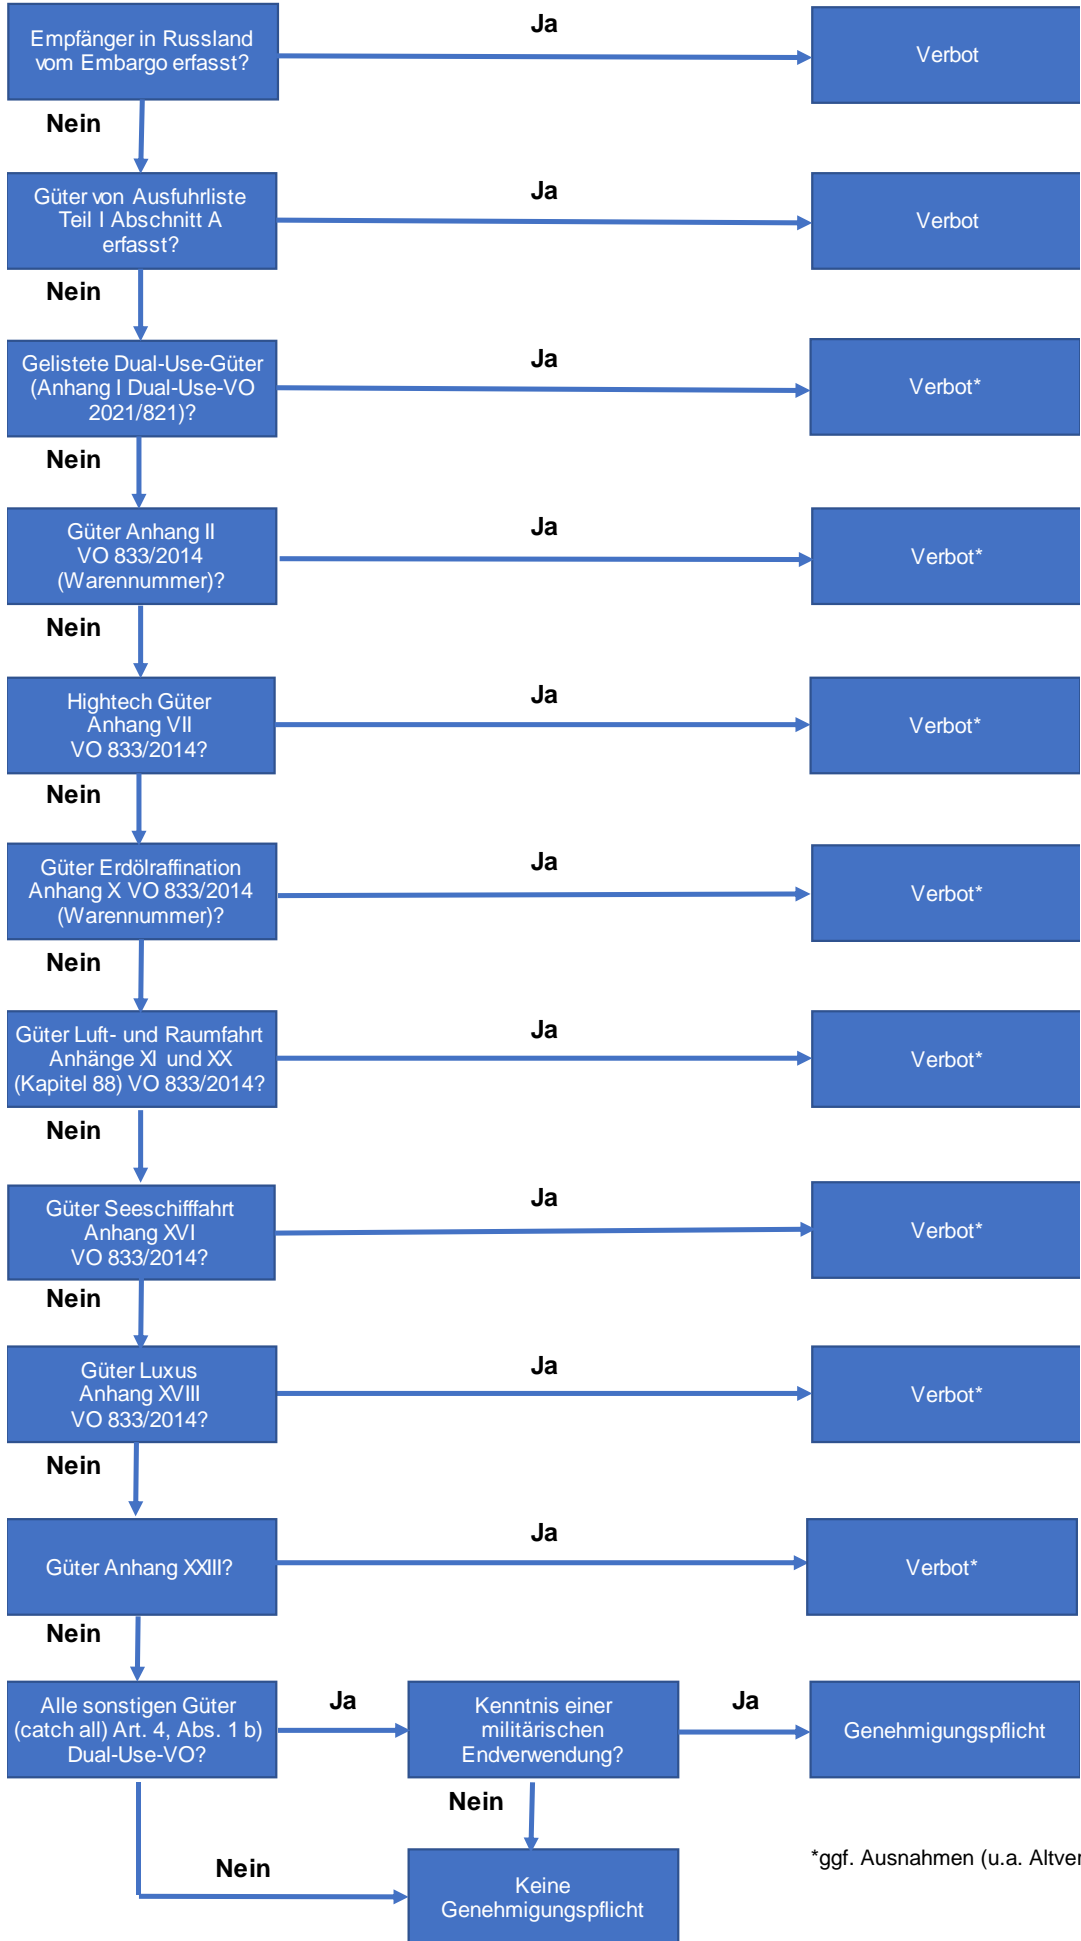 Empfänger in Russland
vom Embargo erfasst?
Ja
Verbot
Nein
Güter von Ausfuhrliste
Teil I Abschnitt A
erfasst?
Ja
Verbot
Nein
Gelistete Dual-Use-Güter
(Anhang I Dual-Use-VO
2021/821)?
Ja
Verbot*
Nein
Güter Anhang II
VO 833/2014
(Warennummer)?
Ja
Verbot*
Nein
Hightech Güter
Anhang VII
VO 833/2014?
Ja
Verbot*
Nein
Güter Erdölraffination
Anhang X VO 833/2014
(Warennummer)?
Ja
Verbot*
Nein
Güter Luft- und Raumfahrt
Anhänge XI und XX
(Kapitel 88) VO 833/2014?
Ja
Verbot*
Nein
Güter Seeschifffahrt
Anhang XVI
VO 833/2014?
Ja
Verbot*
Nein
Güter Luxus
Anhang XVIII
VO 833/2014?
Ja
Verbot*
Nein
Güter Anhang XXIII?
Ja
Verbot*
Nein
Alle sonstigen Güter
(catch all) Art. 4, Abs. 1 b)
Dual-Use-VO?
Ja
Kenntnis einer
militärischen
Endverwendung?
Ja
Genehmigungspflicht
Nein
Nein
Keine
Genehmigungspflicht
*ggf. Ausnahmen (u.a.